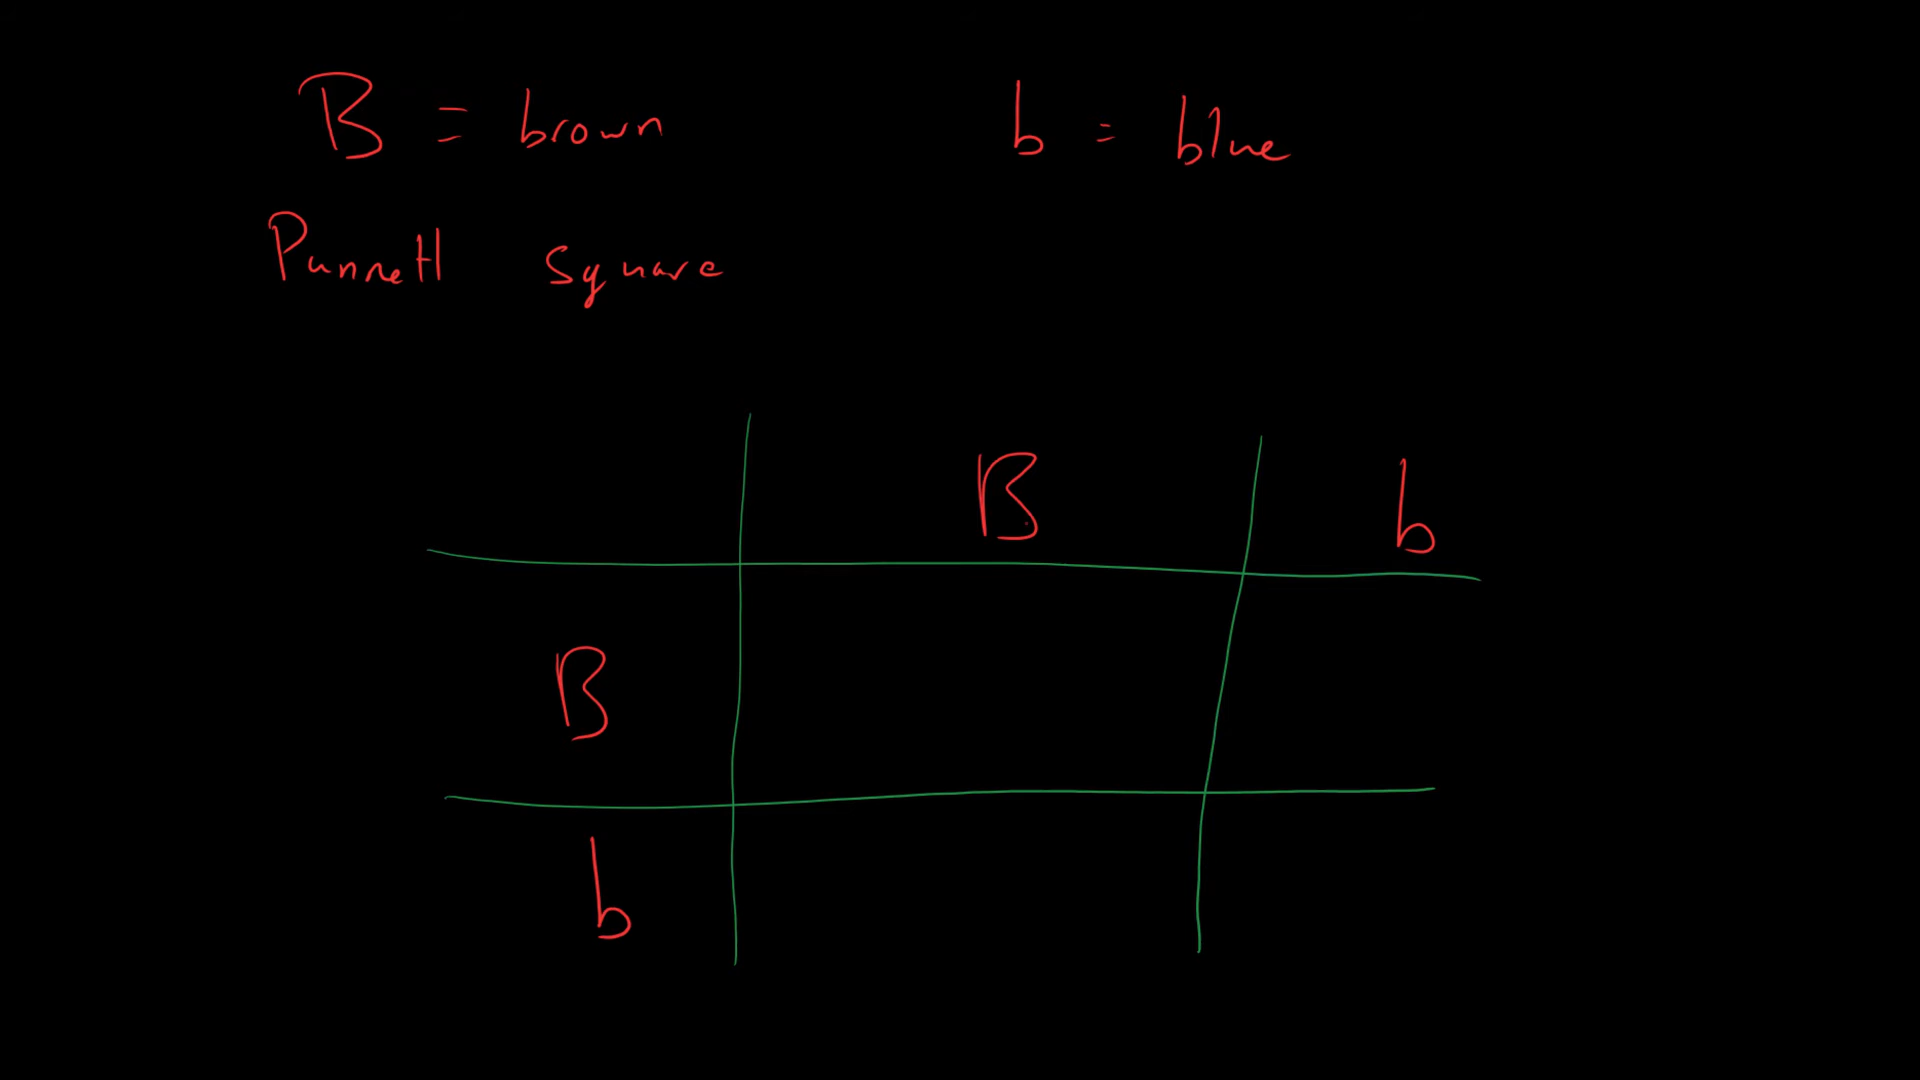 B = brown b = blue
Punnett square
B b
B
b